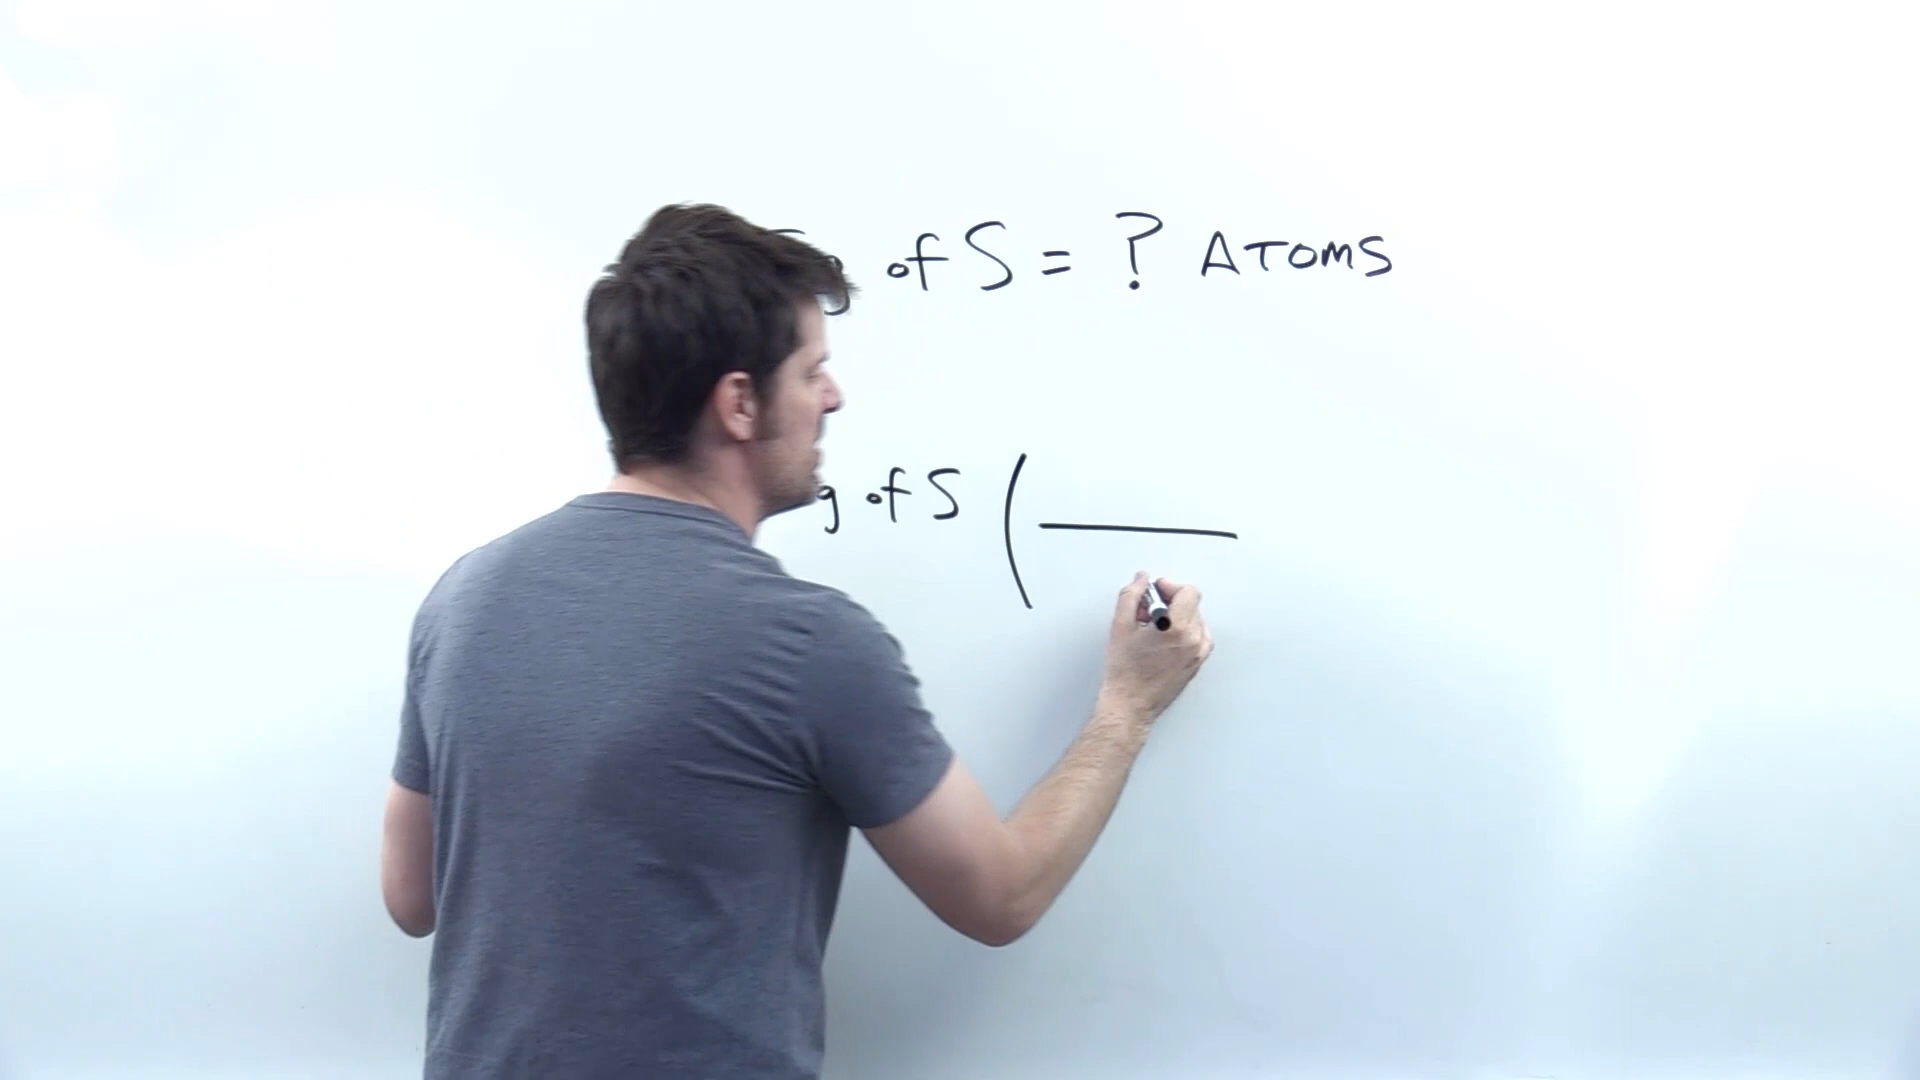 g of S = ? ATOMS
g of S (